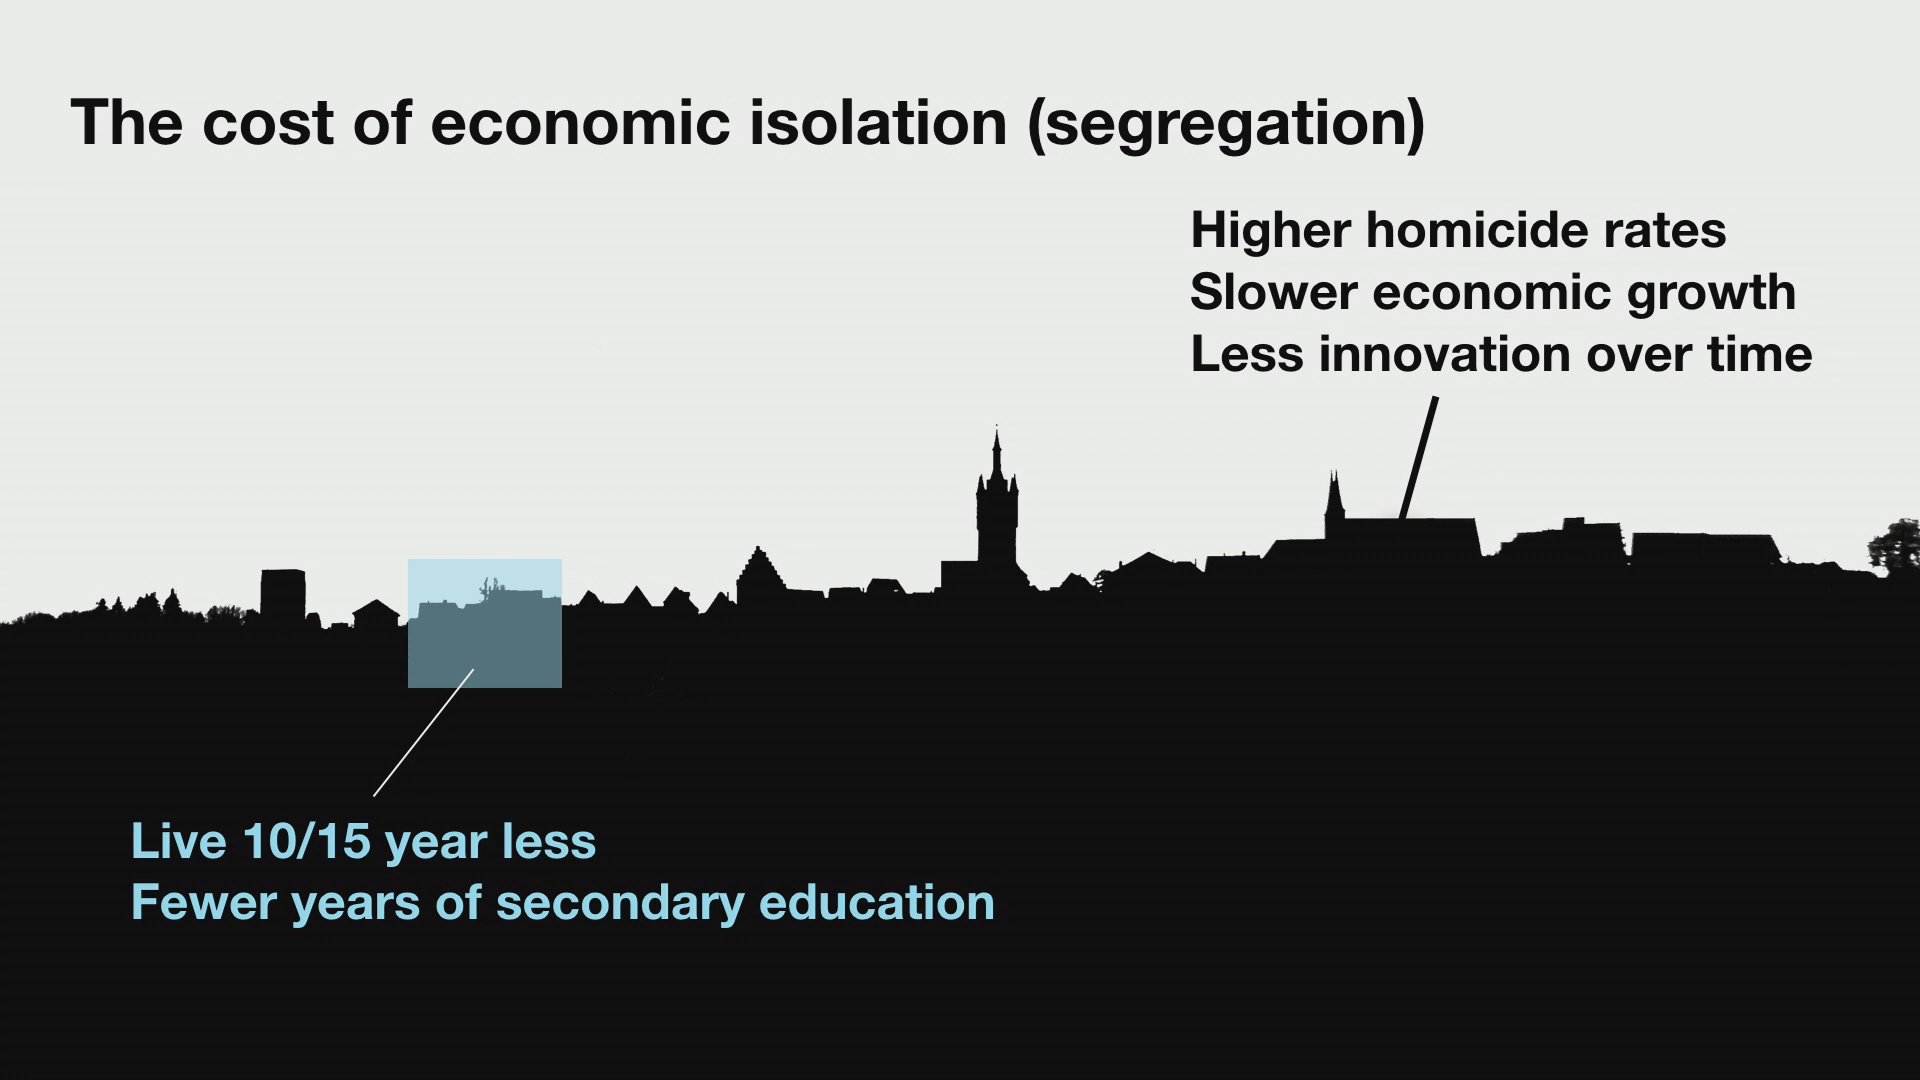 The cost of economic isolation (segregation)
Higher homicide rates
Slower economic growth
Less innovation over time
Live 10/15 year less
Fewer years of secondary education